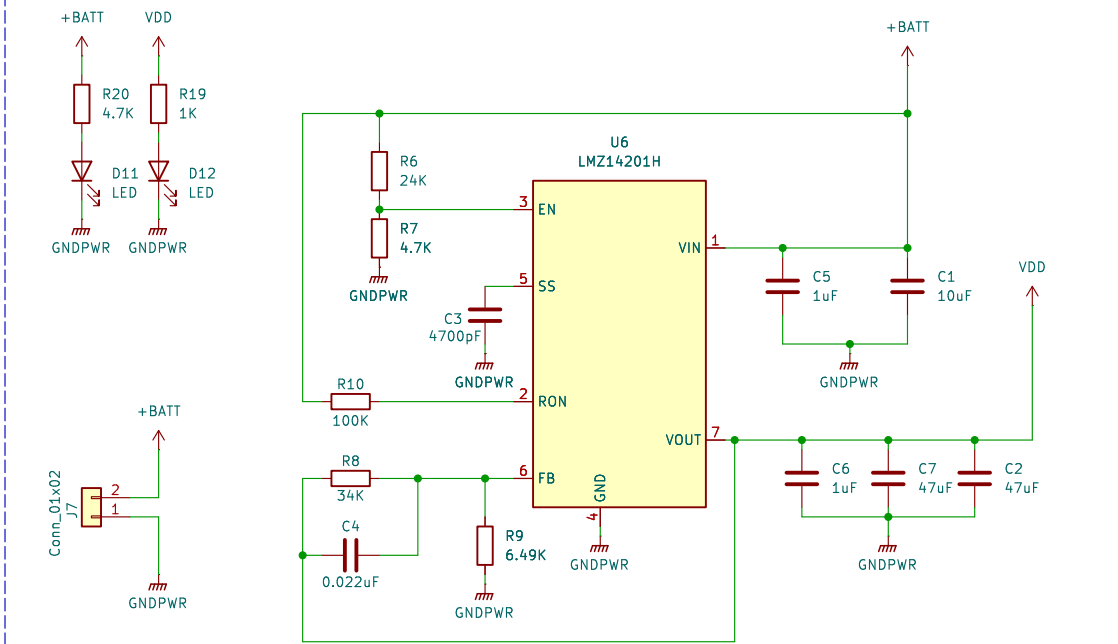 +BATT
VDD
R20
4.7K
R19
1K
D11
LED
D12
LED
GNDPWR
GNDPWR
+BATT
R6
24K
R7
4.7K
GNDPWR
U6
LMZ14201H
3
EN
5
SS
2
RON
6
FB
1
VIN
7
VOUT
4
GND
GNDPWR
C3
4700pF
GNDPWR
R10
100K
R8
34K
C4
0.022uF
R9
6.49K
GNDPWR
C5
1uF
C1
10uF
GNDPWR
VDD
C6
1uF
C7
47uF
C2
47uF
GNDPWR
+BATT
Conn_01x02
J7
2
1
GNDPWR